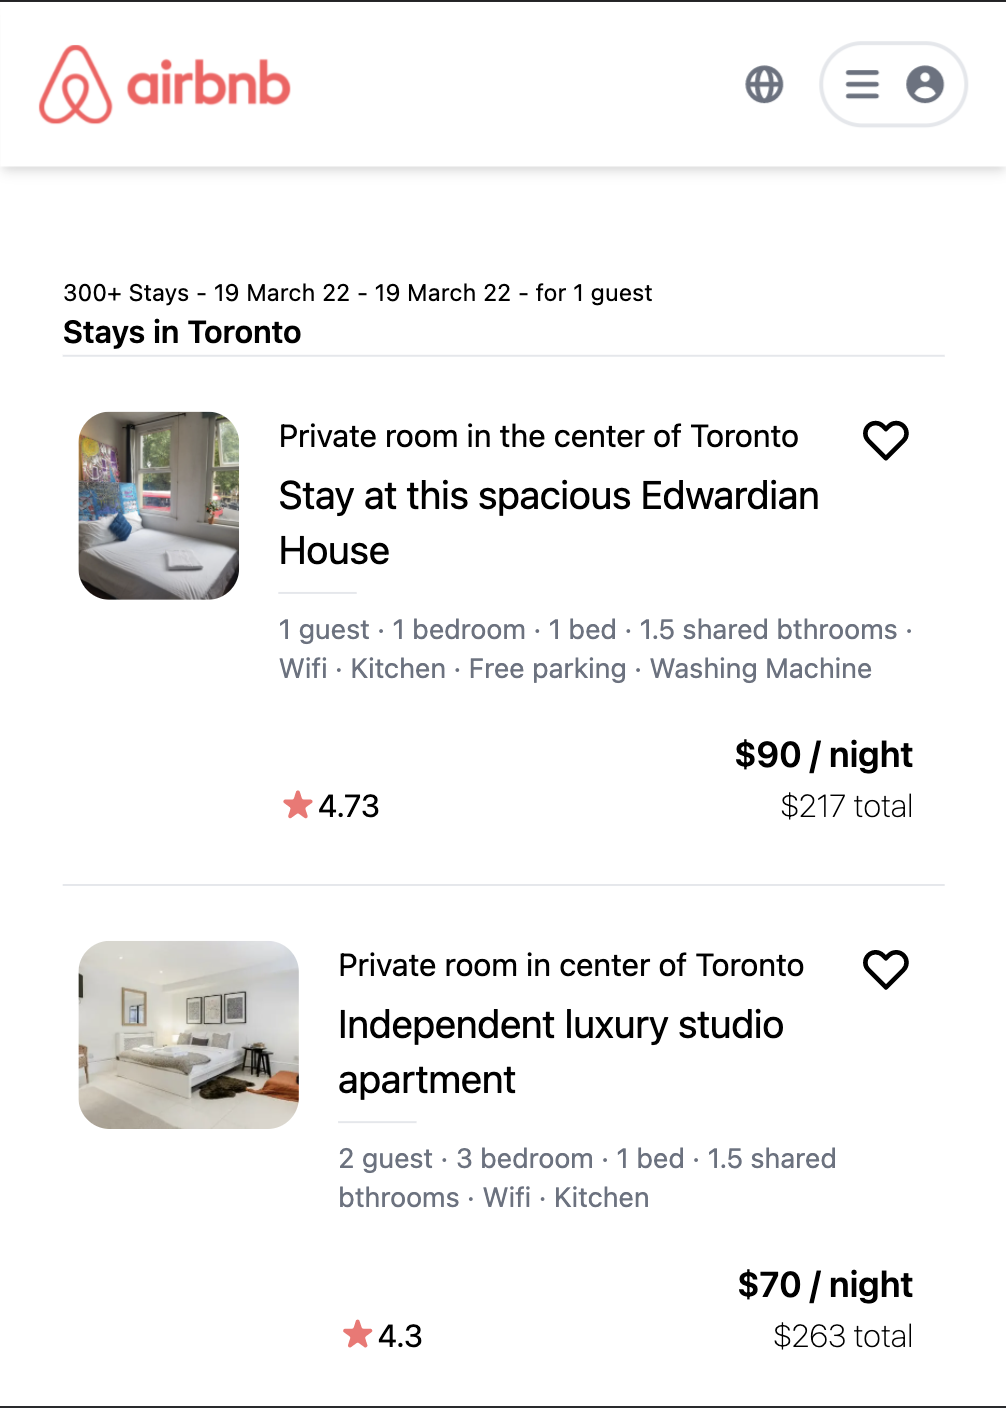 airbnb
300+ Stays - 19 March 22 - 19 March 22 - for 1 guest
Stays in Toronto
Private room in the center of Toronto
Stay at this spacious Edwardian
House
1 guest · 1 bedroom · 1 bed · 1.5 shared bthrooms ·
Wifi · Kitchen · Free parking · Washing Machine
$90 / night
4.73
$217 total
Private room in center of Toronto
Independent luxury studio
apartment
2 guest · 3 bedroom · 1 bed · 1.5 shared
bthrooms · Wifi · Kitchen
$70 / night
4.3
$263 total